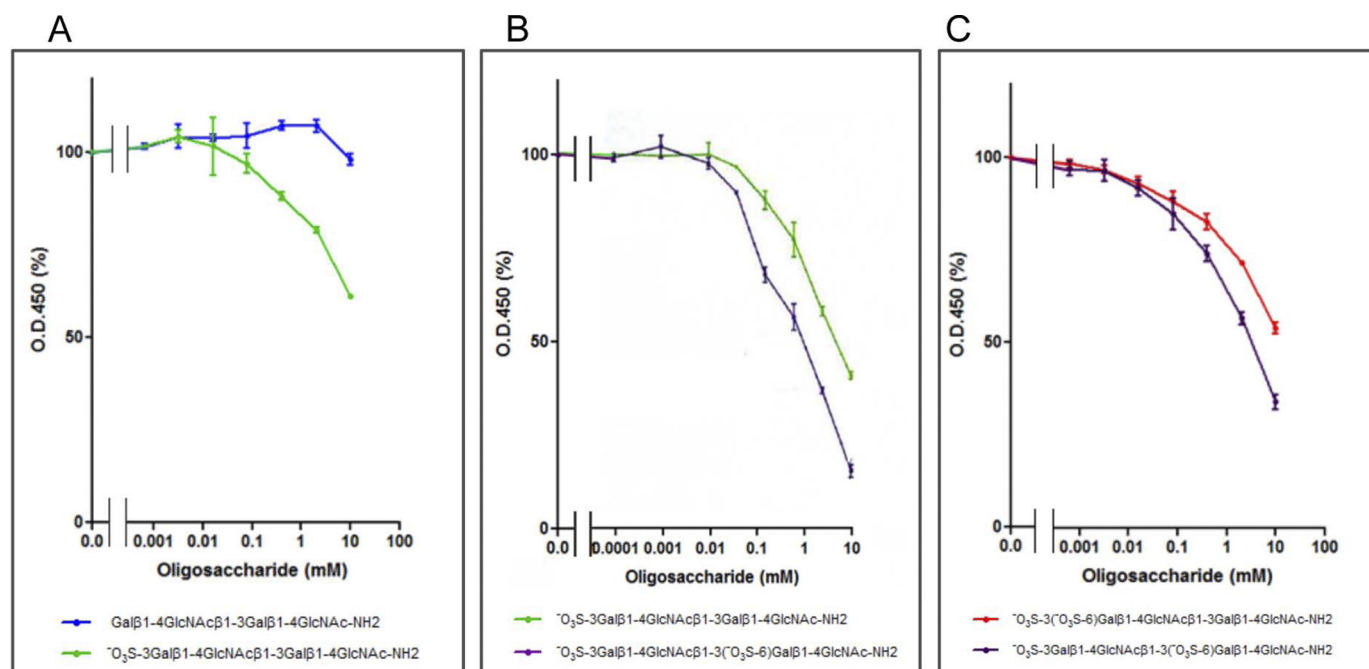 A
B
C
100
50
0
0.0
0.001
0.01
0.1
1
10
100
O.D.450 (%)
Oligosaccharide (mM)
Galβ1-4GlcNAcβ1-3Galβ1-4GlcNAc-NH2
⁻O₃S-3Galβ1-4GlcNAcβ1-3Galβ1-4GlcNAc-NH2
100
50
0
0.0
0.0001
0.001
0.01
0.1
1
10
O.D.450 (%)
Oligosaccharide (mM)
⁻O₃S-3Galβ1-4GlcNAcβ1-3Galβ1-4GlcNAc-NH2
⁻O₃S-3Galβ1-4GlcNAcβ1-3(⁻O₃S-6)Galβ1-4GlcNAc-NH2
100
50
0
0.0
0.001
0.01
0.1
1
10
100
O.D.450 (%)
Oligosaccharide (mM)
⁻O₃S-3(⁻O₃S-6)Galβ1-4GlcNAcβ1-3Galβ1-4GlcNAc-NH2
⁻O₃S-3Galβ1-4GlcNAcβ1-3(⁻O₃S-6)Galβ1-4GlcNAc-NH2